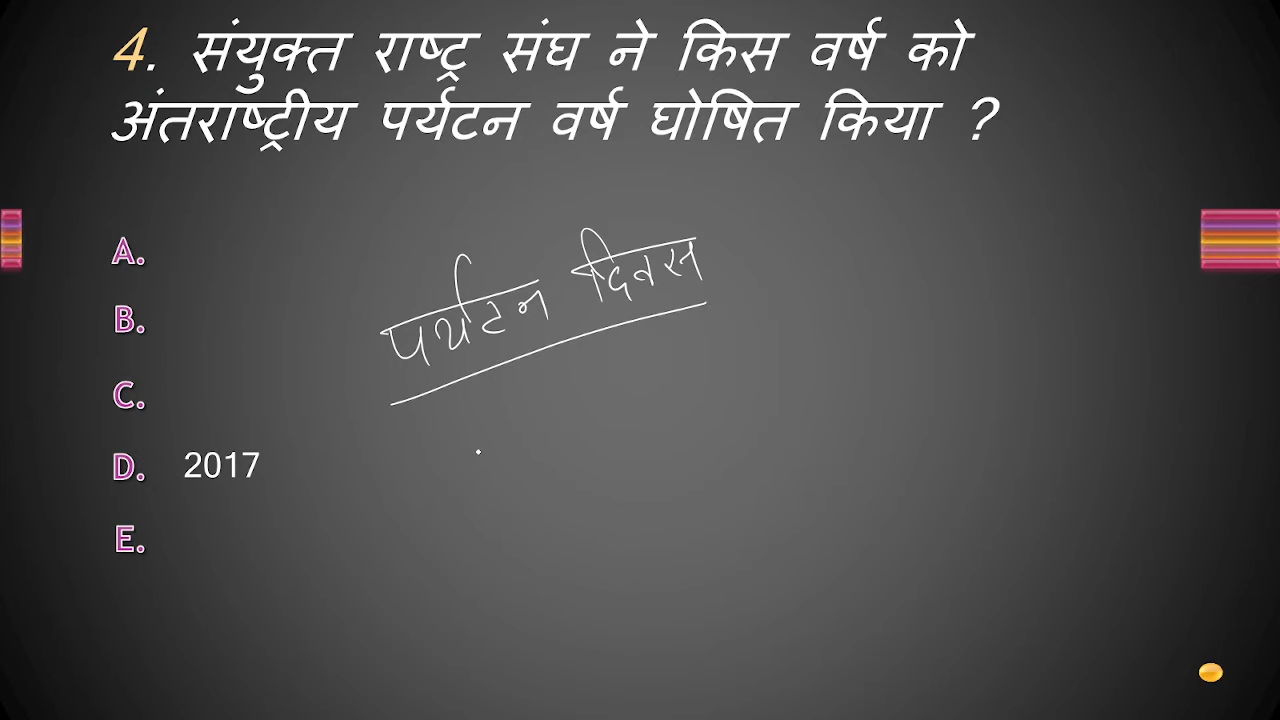 4. संयुक्त राष्ट्र संघ ने किस वर्ष को
अंतराष्ट्रीय पर्यटन वर्ष घोषित किया ?
A.
पर्यटन दिवस
B.
C.
D. 2017
E.